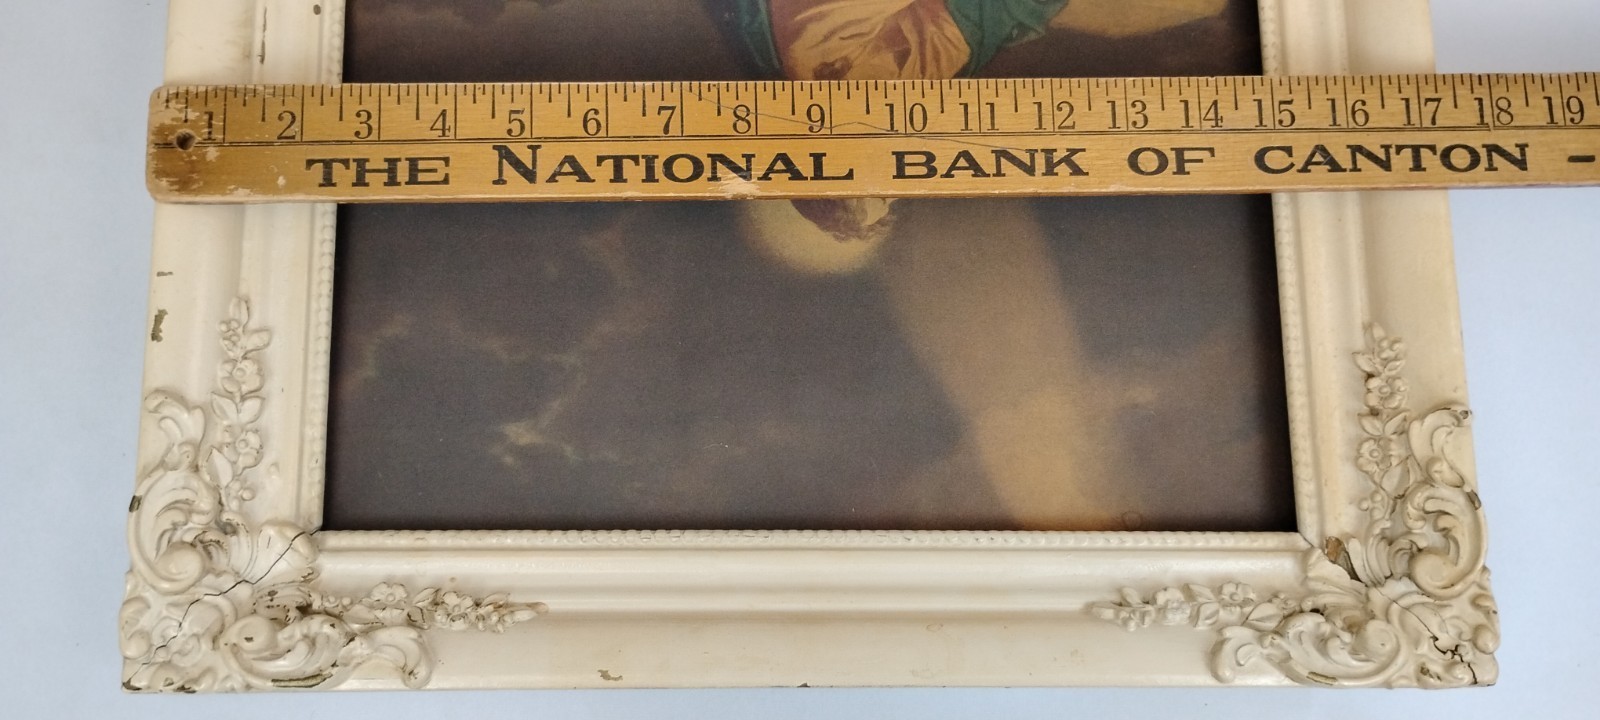 1 2 3 4 5 6 7 8 9 10 11 12 13 14 15 16 17 18 19
THE NATIONAL BANK OF CANTON -